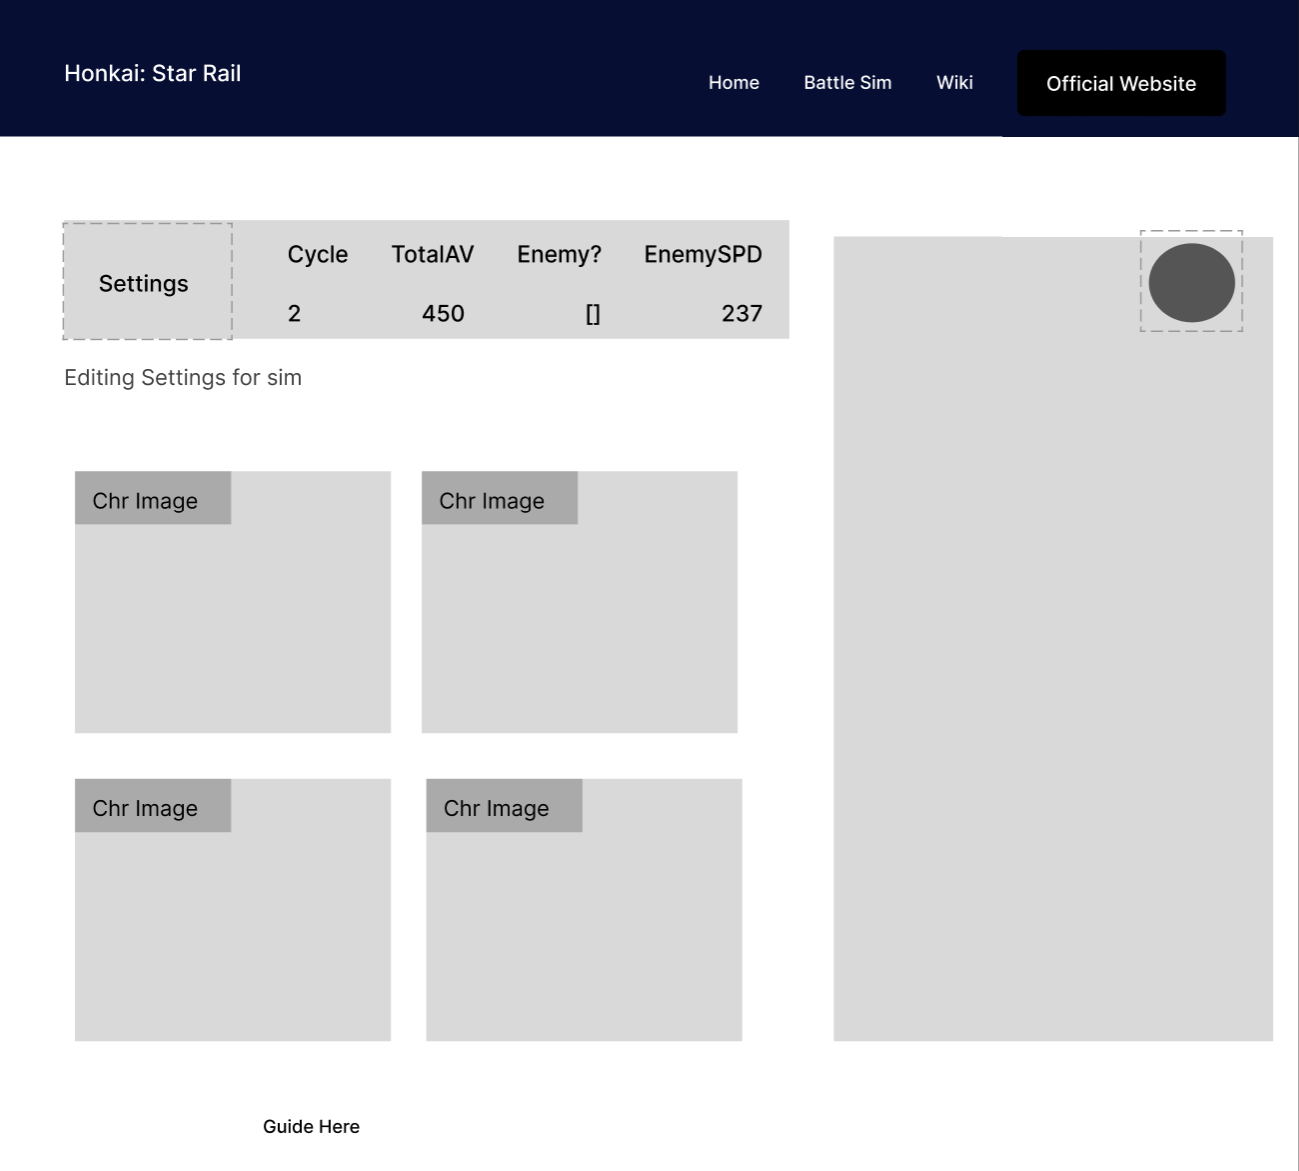 Honkai: Star Rail
Home
Battle Sim
Wiki
Official Website
Settings
Cycle
TotalAV
Enemy?
EnemySPD
2
450
[]
237
Editing Settings for sim
Chr Image
Chr Image
Chr Image
Chr Image
Guide Here